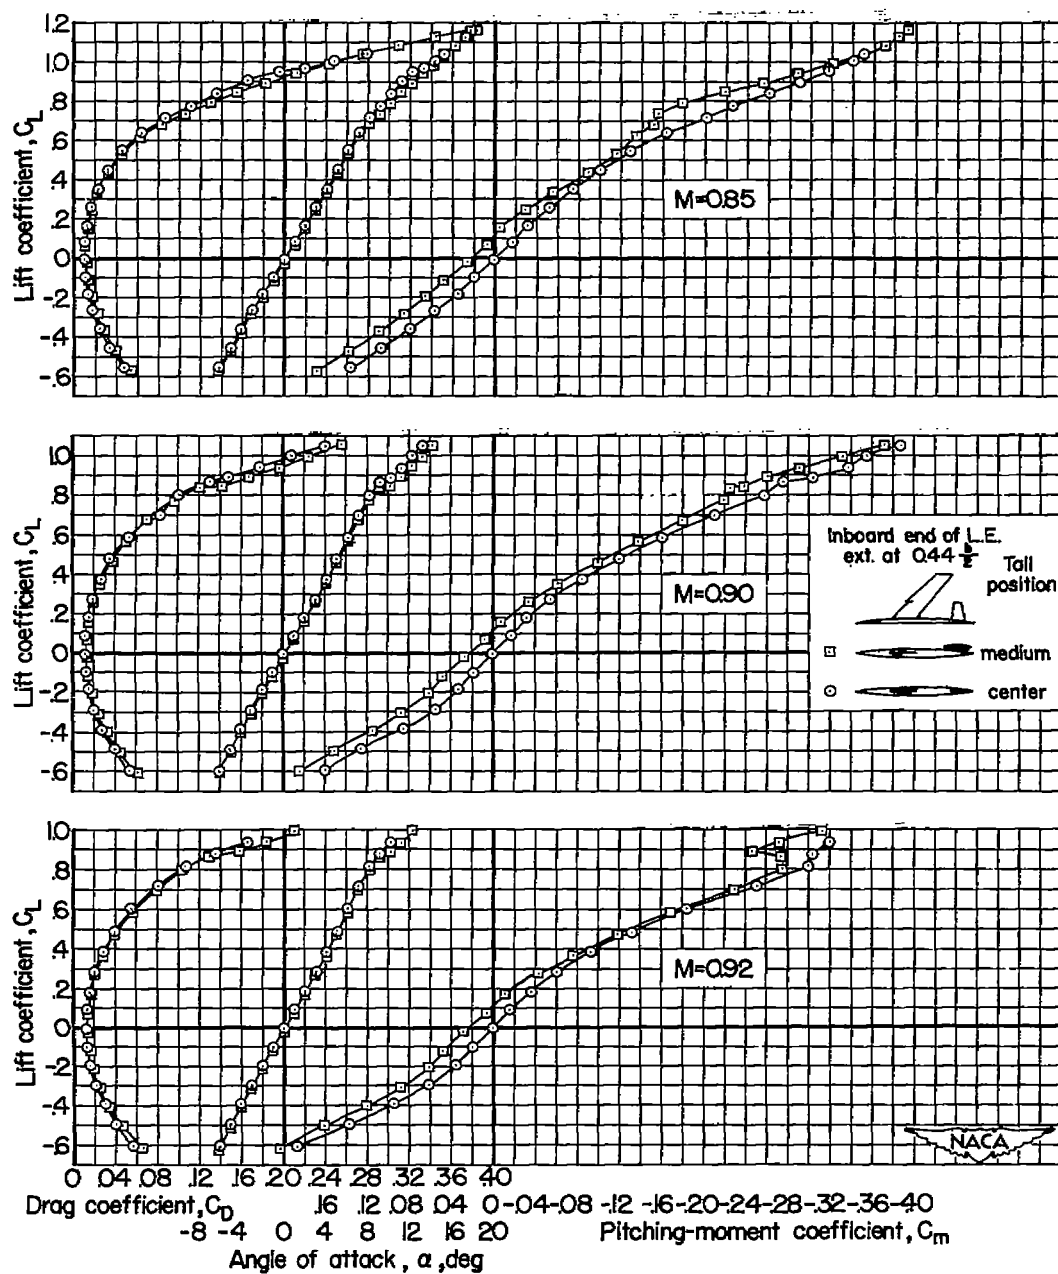 1.2
1.0
.8
.6
.4
.2
0
-.2
-.4
-.6
Lift coefficient, C_L
M=0.85
1.0
.8
.6
.4
.2
0
-.2
-.4
-.6
Lift coefficient, C_L
M=0.90
Inboard end of L.E.
ext. at 0.44 b/2
Tail
position
medium
center
1.0
.8
.6
.4
.2
0
-.2
-.4
-.6
Lift coefficient, C_L
M=0.92
NACA
0 .04 .08 .12 .16 .20 .24 .28 .32 .36 .40
Drag coefficient, C_D
.16 .12 .08 .04 0 -.04 -.08 -.12 -.16 -.20 -.24 -.28 -.32 -.36 -.40
Pitching-moment coefficient, C_m
-8 -4 0 4 8 12 16 20
Angle of attack, α, deg